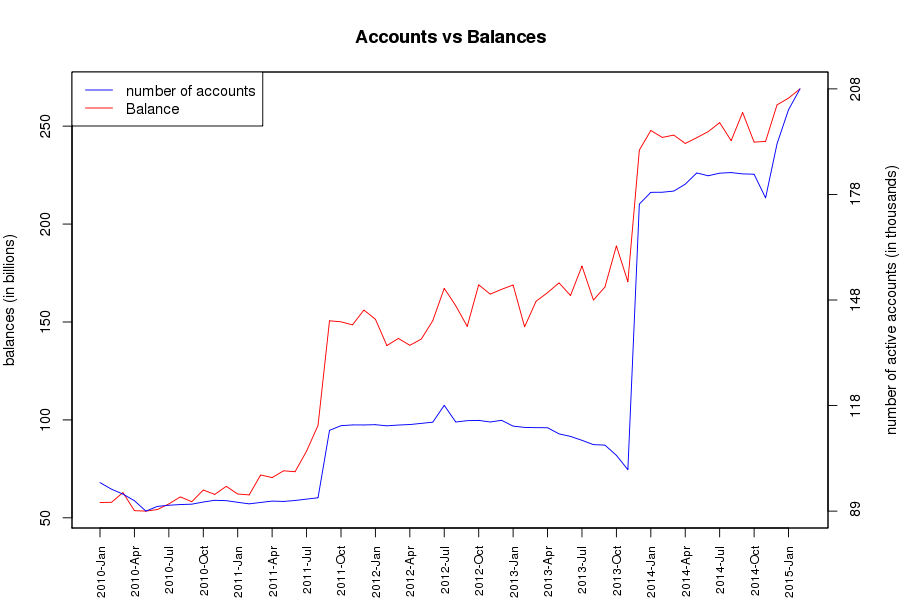 Accounts vs Balances
number of accounts
Balance
balances (in billions)
50
100
150
200
250
number of active accounts (in thousands)
89
118
148
178
208
2010-Jan
2010-Apr
2010-Jul
2010-Oct
2011-Jan
2011-Apr
2011-Jul
2011-Oct
2012-Jan
2012-Apr
2012-Jul
2012-Oct
2013-Jan
2013-Apr
2013-Jul
2013-Oct
2014-Jan
2014-Apr
2014-Jul
2014-Oct
2015-Jan